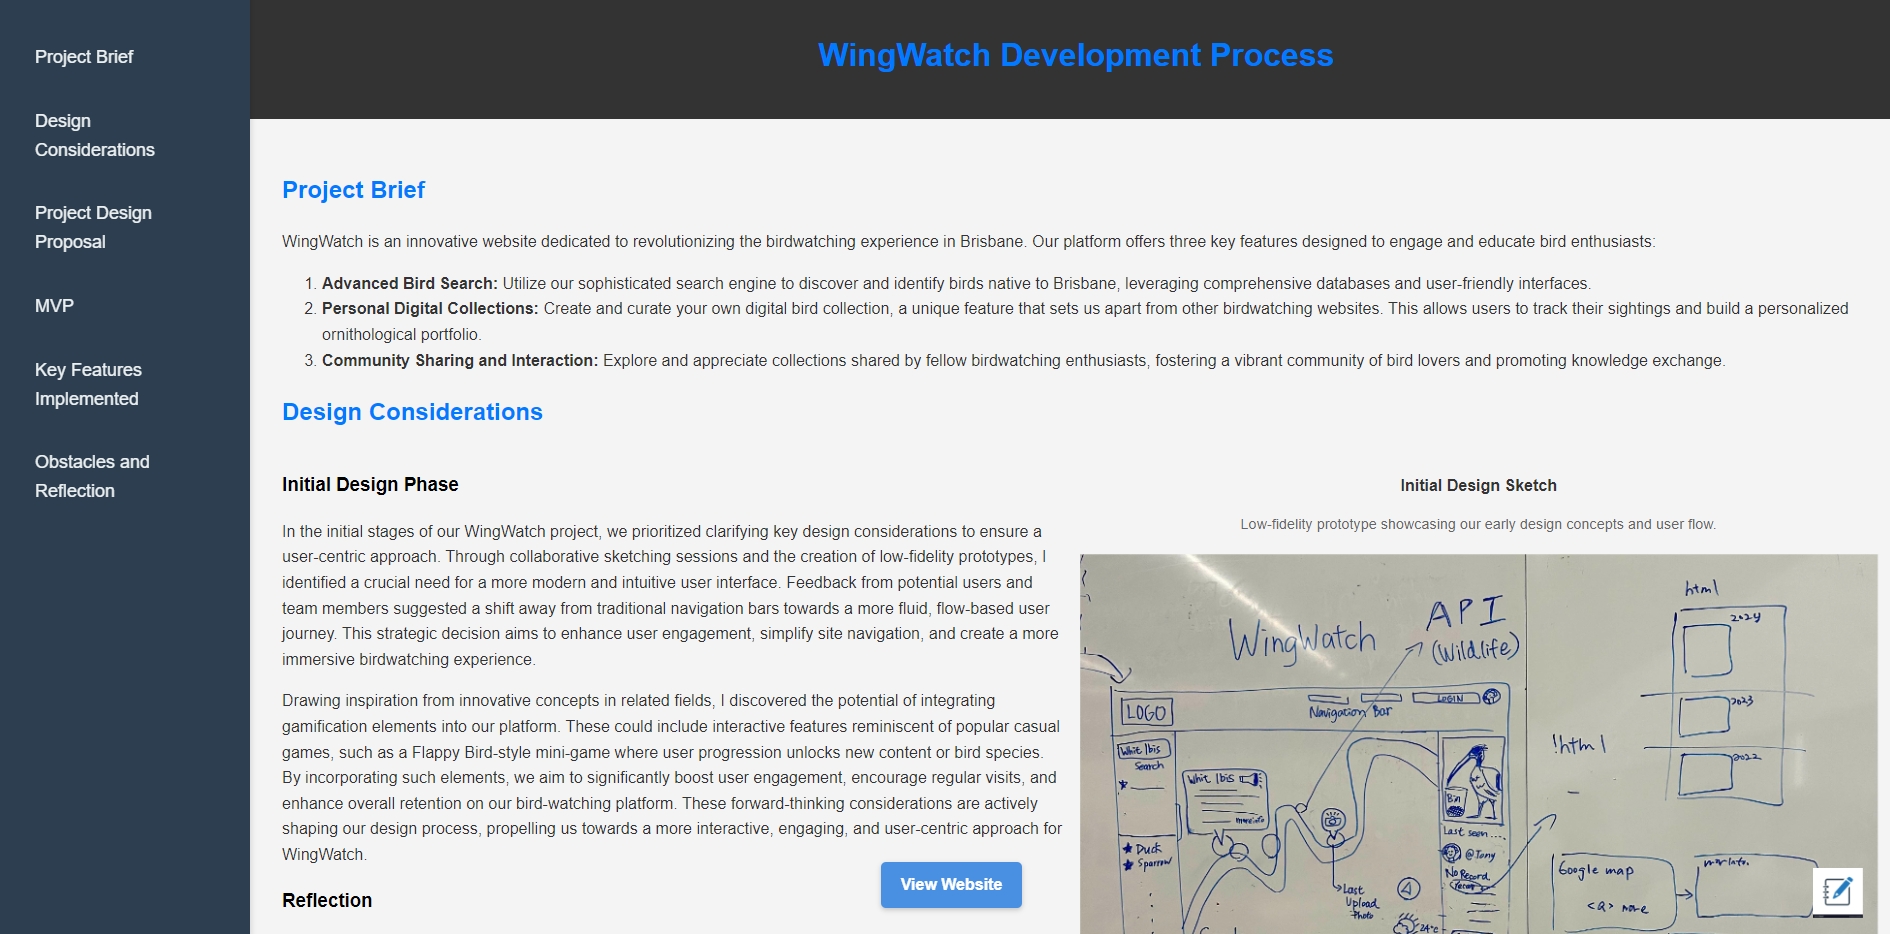 Project Brief
Design
Considerations
Project Design
Proposal
MVP
Key Features
Implemented
Obstacles and
Reflection
WingWatch Development Process
Project Brief
WingWatch is an innovative website dedicated to revolutionizing the birdwatching experience in Brisbane. Our platform offers three key features designed to engage and educate bird enthusiasts:
1. Advanced Bird Search: Utilize our sophisticated search engine to discover and identify birds native to Brisbane, leveraging comprehensive databases and user-friendly interfaces.
2. Personal Digital Collections: Create and curate your own digital bird collection, a unique feature that sets us apart from other birdwatching websites. This allows users to track their sightings and build a personalized
ornithological portfolio.
3. Community Sharing and Interaction: Explore and appreciate collections shared by fellow birdwatching enthusiasts, fostering a vibrant community of bird lovers and promoting knowledge exchange.
Design Considerations
Initial Design Phase
In the initial stages of our WingWatch project, we prioritized clarifying key design considerations to ensure a
user-centric approach. Through collaborative sketching sessions and the creation of low-fidelity prototypes, I
identified a crucial need for a more modern and intuitive user interface. Feedback from potential users and
team members suggested a shift away from traditional navigation bars towards a more fluid, flow-based user
journey. This strategic decision aims to enhance user engagement, simplify site navigation, and create a more
immersive birdwatching experience.
Drawing inspiration from innovative concepts in related fields, I discovered the potential of integrating
gamification elements into our platform. These could include interactive features reminiscent of popular casual
games, such as a Flappy Bird-style mini-game where user progression unlocks new content or bird species.
By incorporating such elements, we aim to significantly boost user engagement, encourage regular visits, and
enhance overall retention on our bird-watching platform. These forward-thinking considerations are actively
shaping our design process, propelling us towards a more interactive, engaging, and user-centric approach for
WingWatch.
View Website
Reflection
Initial Design Sketch
Low-fidelity prototype showcasing our early design concepts and user flow.
WingWatch
API
(Wildlife)
LOGO
Navigation Bar
LOGIN
Whit Ibis
Search
Whit Ibis
more info
Duck
Sparrow
Last
Upload
Photo
Bin
Last seen....
@Tony
No Record
24°C
html
2024
2023
2022
!html
Google map
more